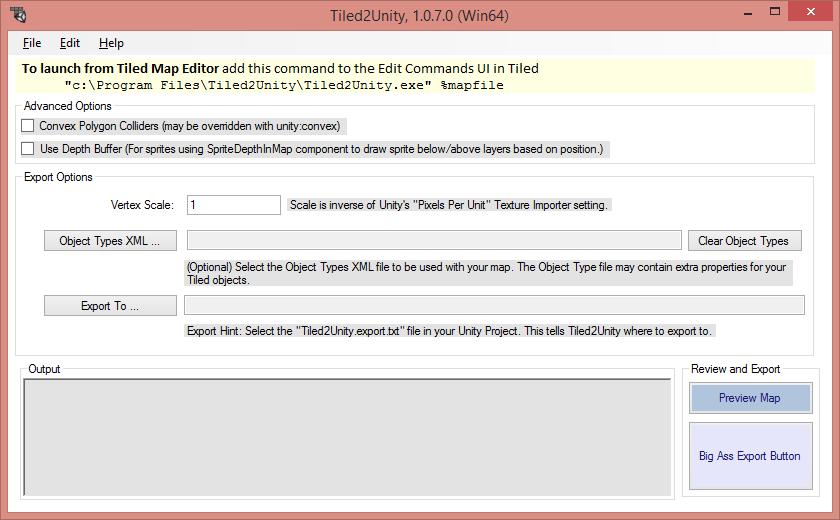 Tiled2Unity, 1.0.7.0 (Win64)
File Edit Help
To launch from Tiled Map Editor add this command to the Edit Commands UI in Tiled
"c:\Program Files\Tiled2Unity\Tiled2Unity.exe" %mapfile
Advanced Options
Convex Polygon Colliders (may be overridden with unity:convex)
Use Depth Buffer (For sprites using SpriteDepthInMap component to draw sprite below/above layers based on position.)
Export Options
Vertex Scale: 1 Scale is inverse of Unity's "Pixels Per Unit" Texture Importer setting.
Object Types XML ... Clear Object Types
(Optional) Select the Object Types XML file to be used with your map. The Object Type file may contain extra properties for your
Tiled objects.
Export To ...
Export Hint: Select the "Tiled2Unity.export.txt" file in your Unity Project. This tells Tiled2Unity where to export to.
Output
Review and Export
Preview Map
Big Ass Export Button